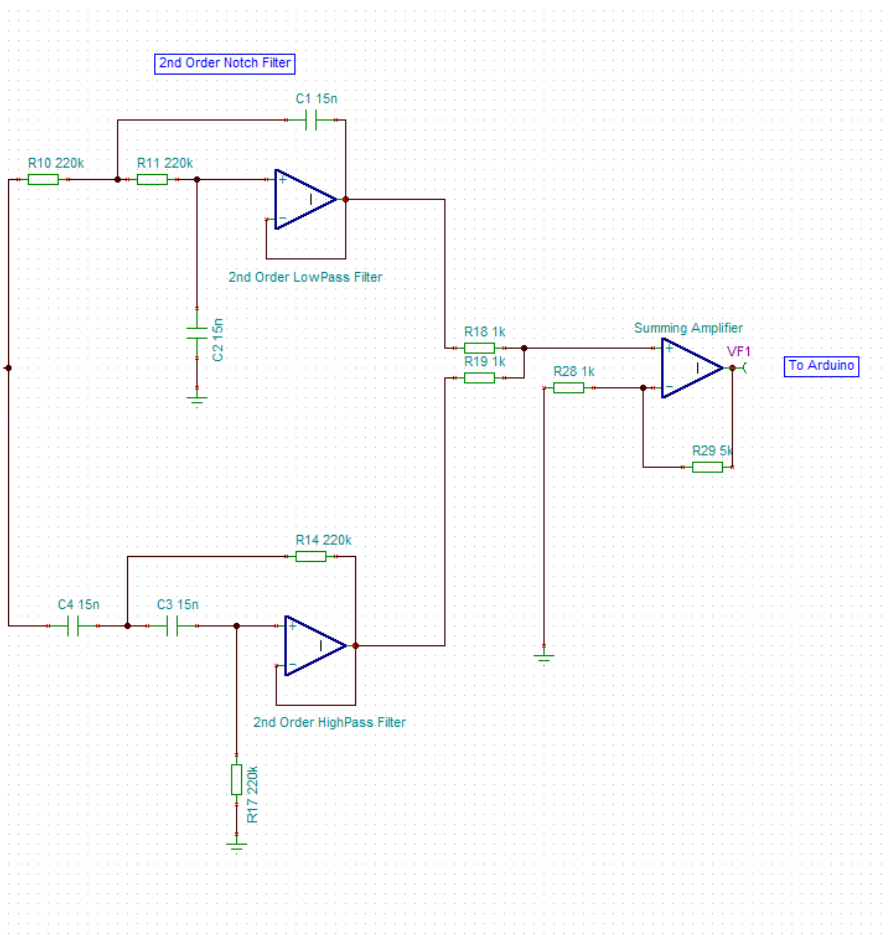 2nd Order Notch Filter
C1 15n
R10 220k
R11 220k
2nd Order LowPass Filter
C2 15n
R18 1k
R19 1k
Summing Amplifier
VF1
To Arduino
R28 1k
R29 5k
R14 220k
C4 15n
C3 15n
2nd Order HighPass Filter
R17 220k